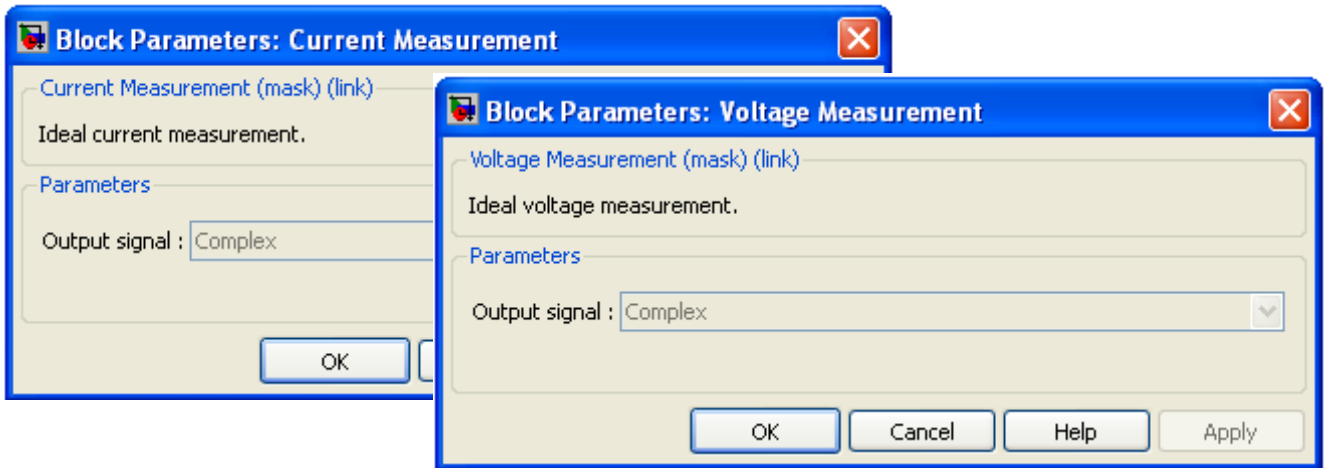 Block Parameters: Current Measurement
Current Measurement (mask) (link)
Ideal current measurement.
Parameters
Output signal : Complex
OK
Block Parameters: Voltage Measurement
Voltage Measurement (mask) (link)
Ideal voltage measurement.
Parameters
Output signal : Complex
OK Cancel Help Apply